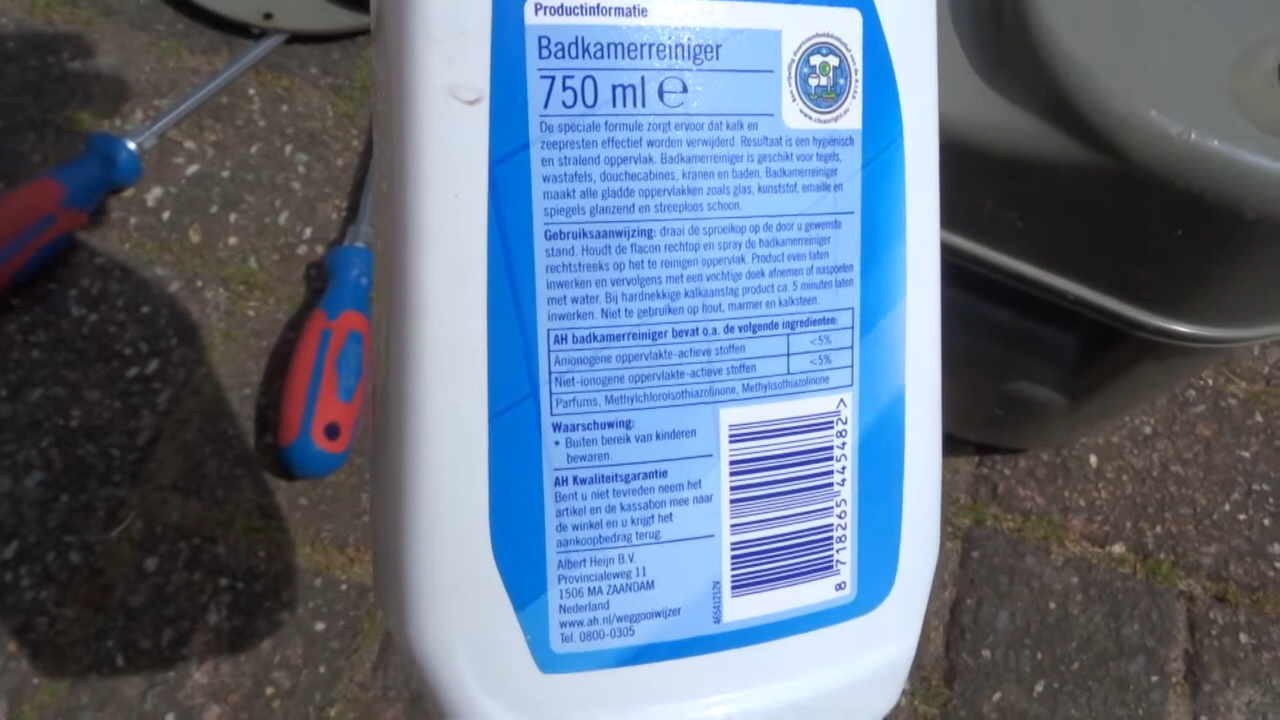 Productinformatie
Badkamerreiniger
750 ml e
De speciale formule zorgt ervoor dat kalk en
zeepresten effectief worden verwijderd. Resultaat is een hygiënisch
en stralend oppervlak. Badkamerreiniger is geschikt voor tegels,
wastafels, douchecabines, kranen en baden. Badkamerreiniger
maakt alle gladde oppervlakken zoals glas, kunststof, emaille en
spiegels glanzend en streeploos schoon.
Gebruiksaanwijzing: draai de sproeikop op de door u gewenste
stand. Houdt de flacon rechtop en spray de badkamerreiniger
rechtstreeks op het te reinigen oppervlak. Product even laten
inwerken en vervolgens met een vochtige doek afnemen of naspoelen
met water. Bij hardnekkige kalkaanslag product ca. 5 minuten laten
inwerken. Niet te gebruiken op hout, marmer en kalksteen.
AH badkamerreiniger bevat o.a. de volgende ingredienten:
Anionogene oppervlakte-actieve stoffen <5%
Niet-ionogene oppervlakte-actieve stoffen <5%
Parfums, Methylchloroisothiazolinone, Methylisothiazolinone
Waarschuwing:
• Buiten bereik van kinderen
bewaren.
AH Kwaliteitsgarantie
Bent u niet tevreden neem het
artikel en de kassabon mee naar
de winkel en u krijgt het
aankoopbedrag terug.
Albert Heijn B.V.
Provincialeweg 11
1506 MA ZAANDAM
Nederland
www.ah.nl/weggooiwijzer
Tel. 0800-0305
46541212V
8 718265 445482 >